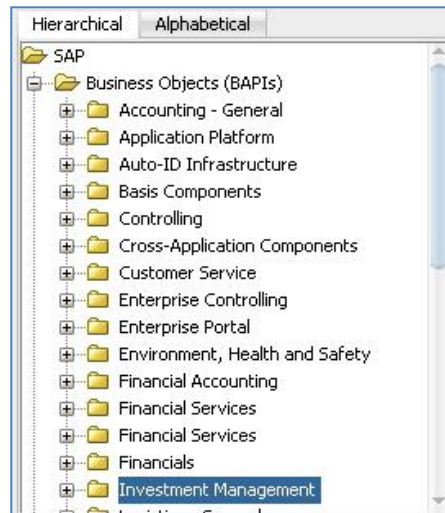 Hierarchical Alphabetical
SAP
Business Objects (BAPIs)
Accounting - General
Application Platform
Auto-ID Infrastructure
Basis Components
Controlling
Cross-Application Components
Customer Service
Enterprise Controlling
Enterprise Portal
Environment, Health and Safety
Financial Accounting
Financial Services
Financial Services
Financials
Investment Management